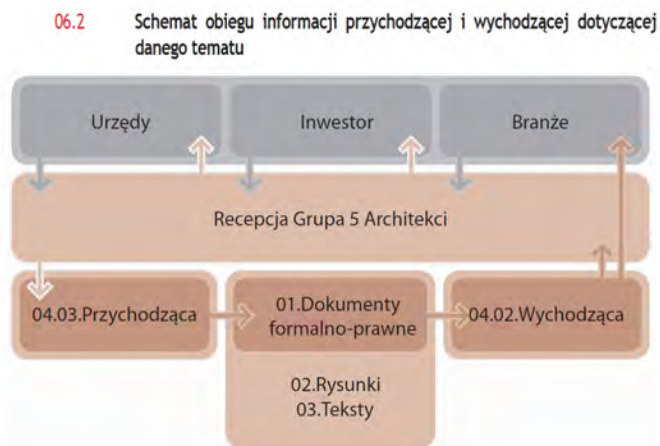 06.2 Schemat obiegu informacji przychodzącej i wychodzącej dotyczącej
danego tematu
Urzędy Inwestor Branże
Recepcja Grupa 5 Architekci
04.03.Przychodząca
01.Dokumenty
formalno-prawne
04.02.Wychodząca
02.Rysunki
03.Teksty